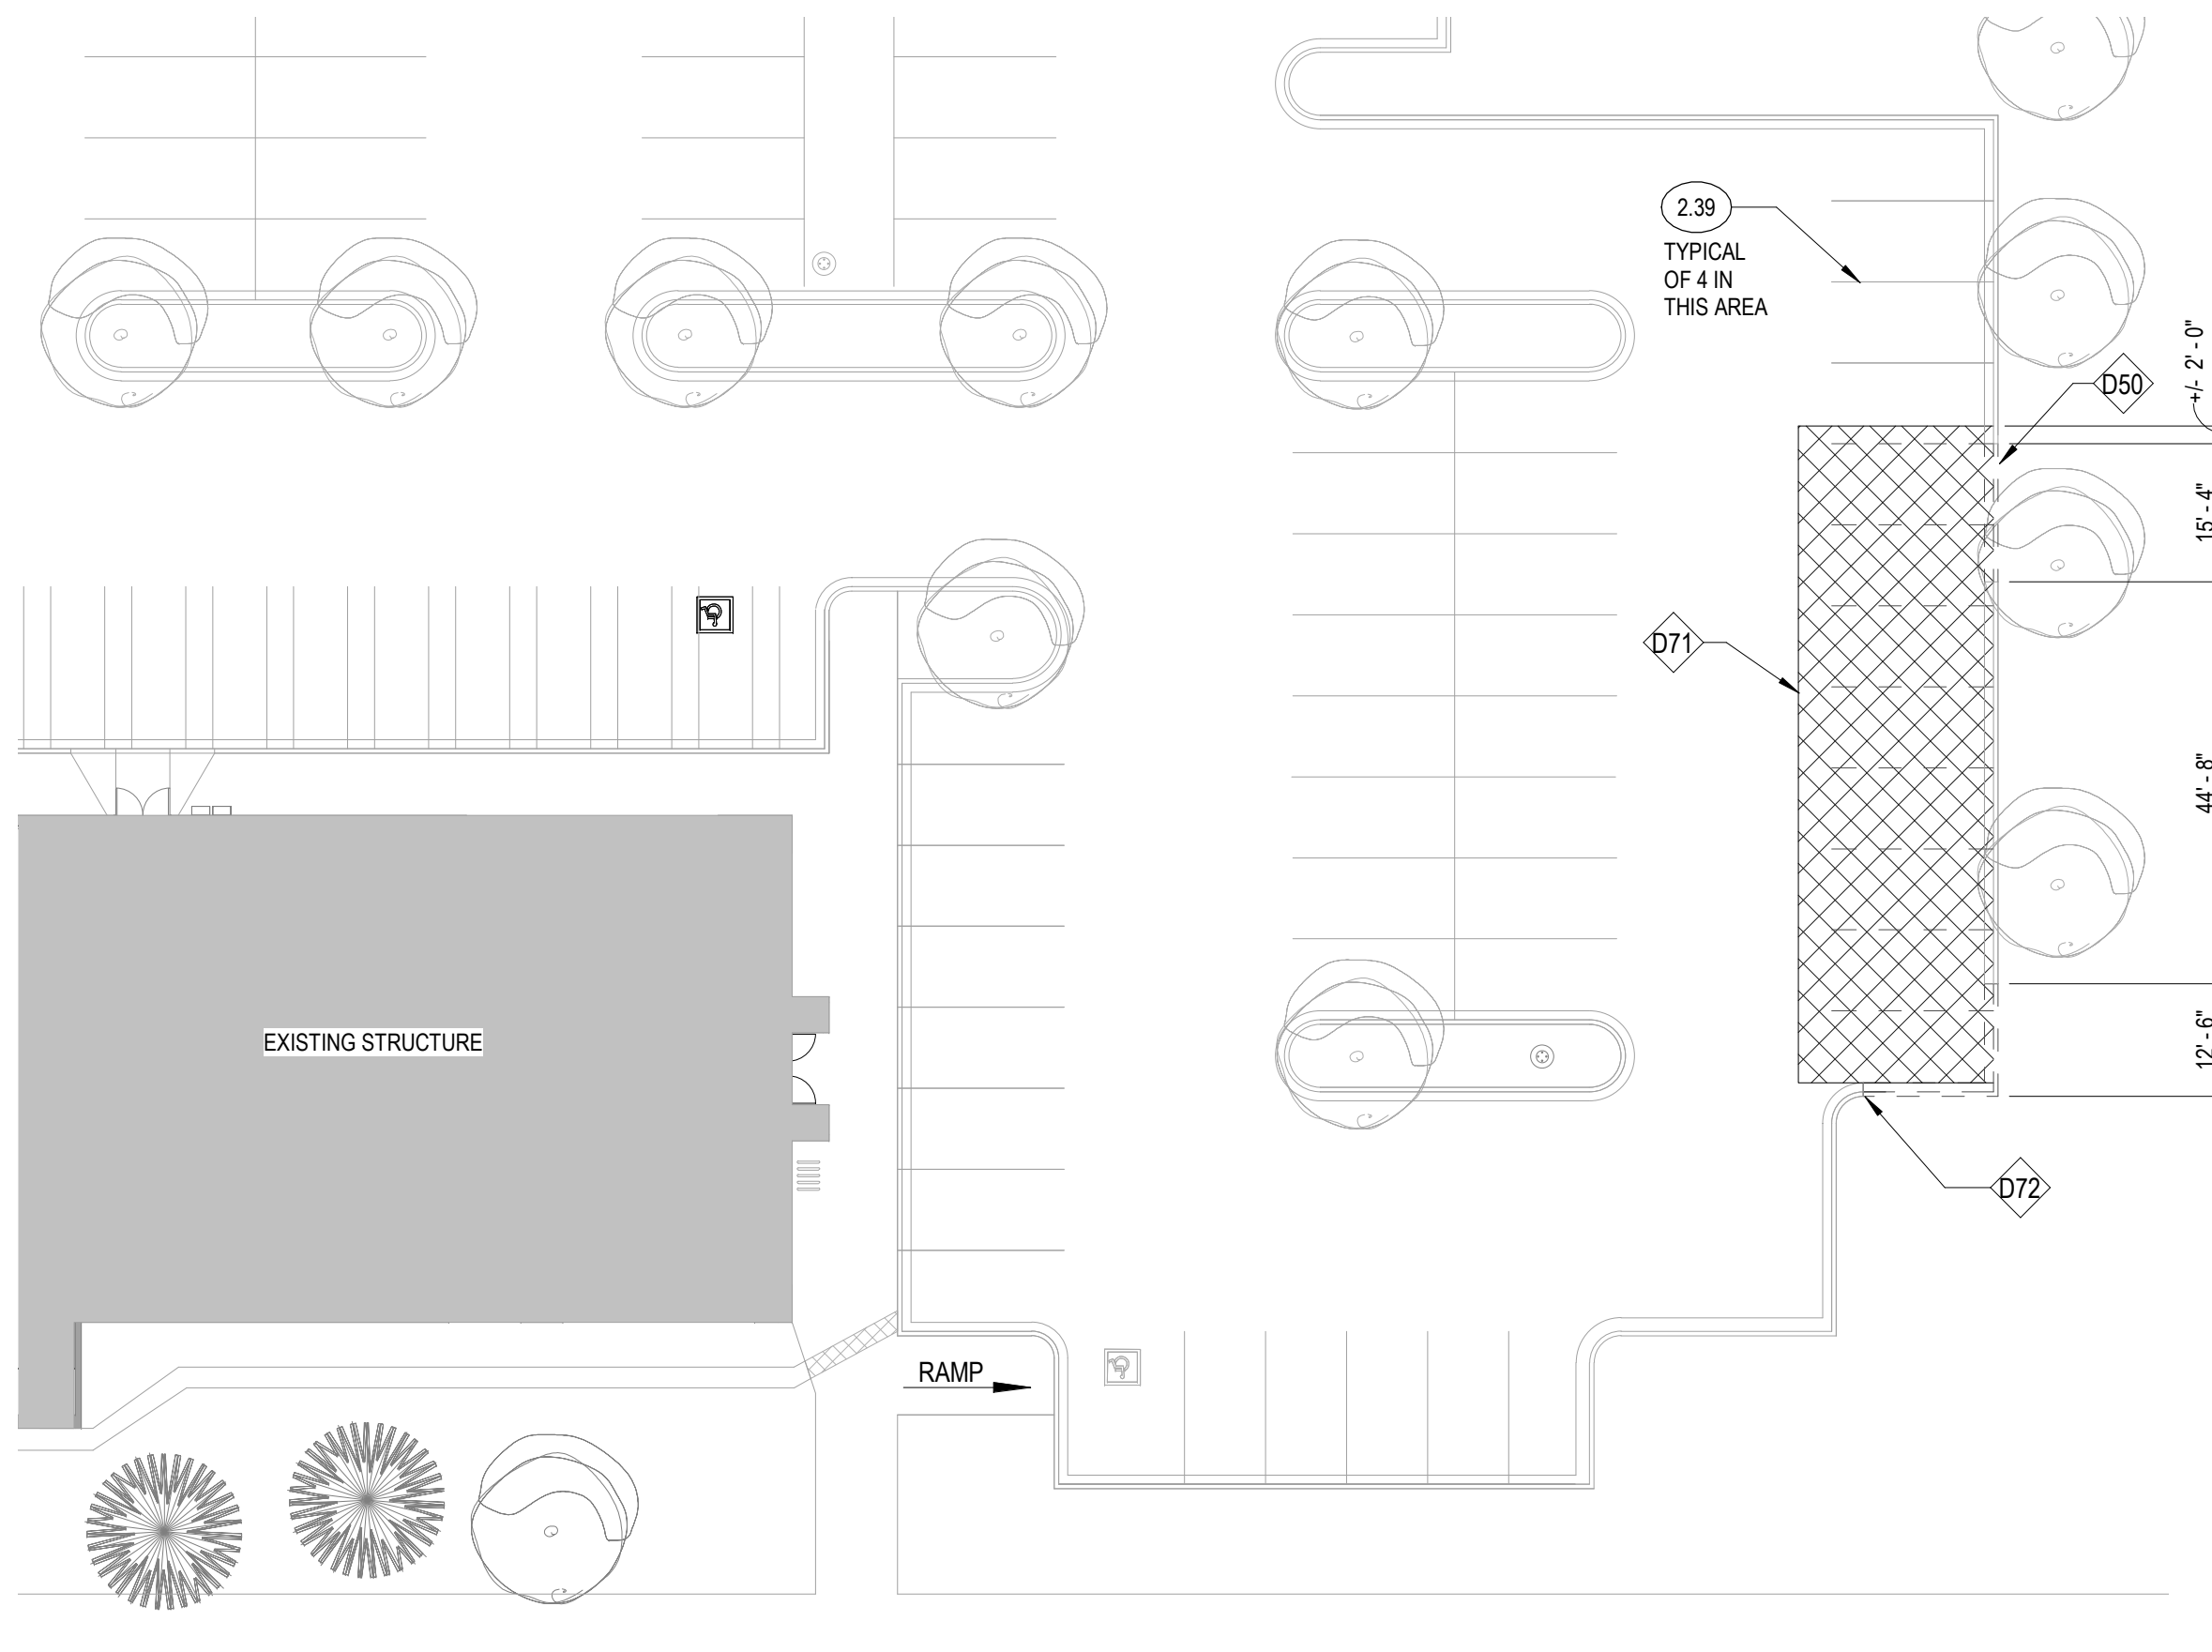 2.39
TYPICAL
OF 4 IN
THIS AREA
+/- 2' - 0"
D50
15' - 4"
D71
44' - 8"
EXISTING STRUCTURE
12' - 6"
D72
RAMP